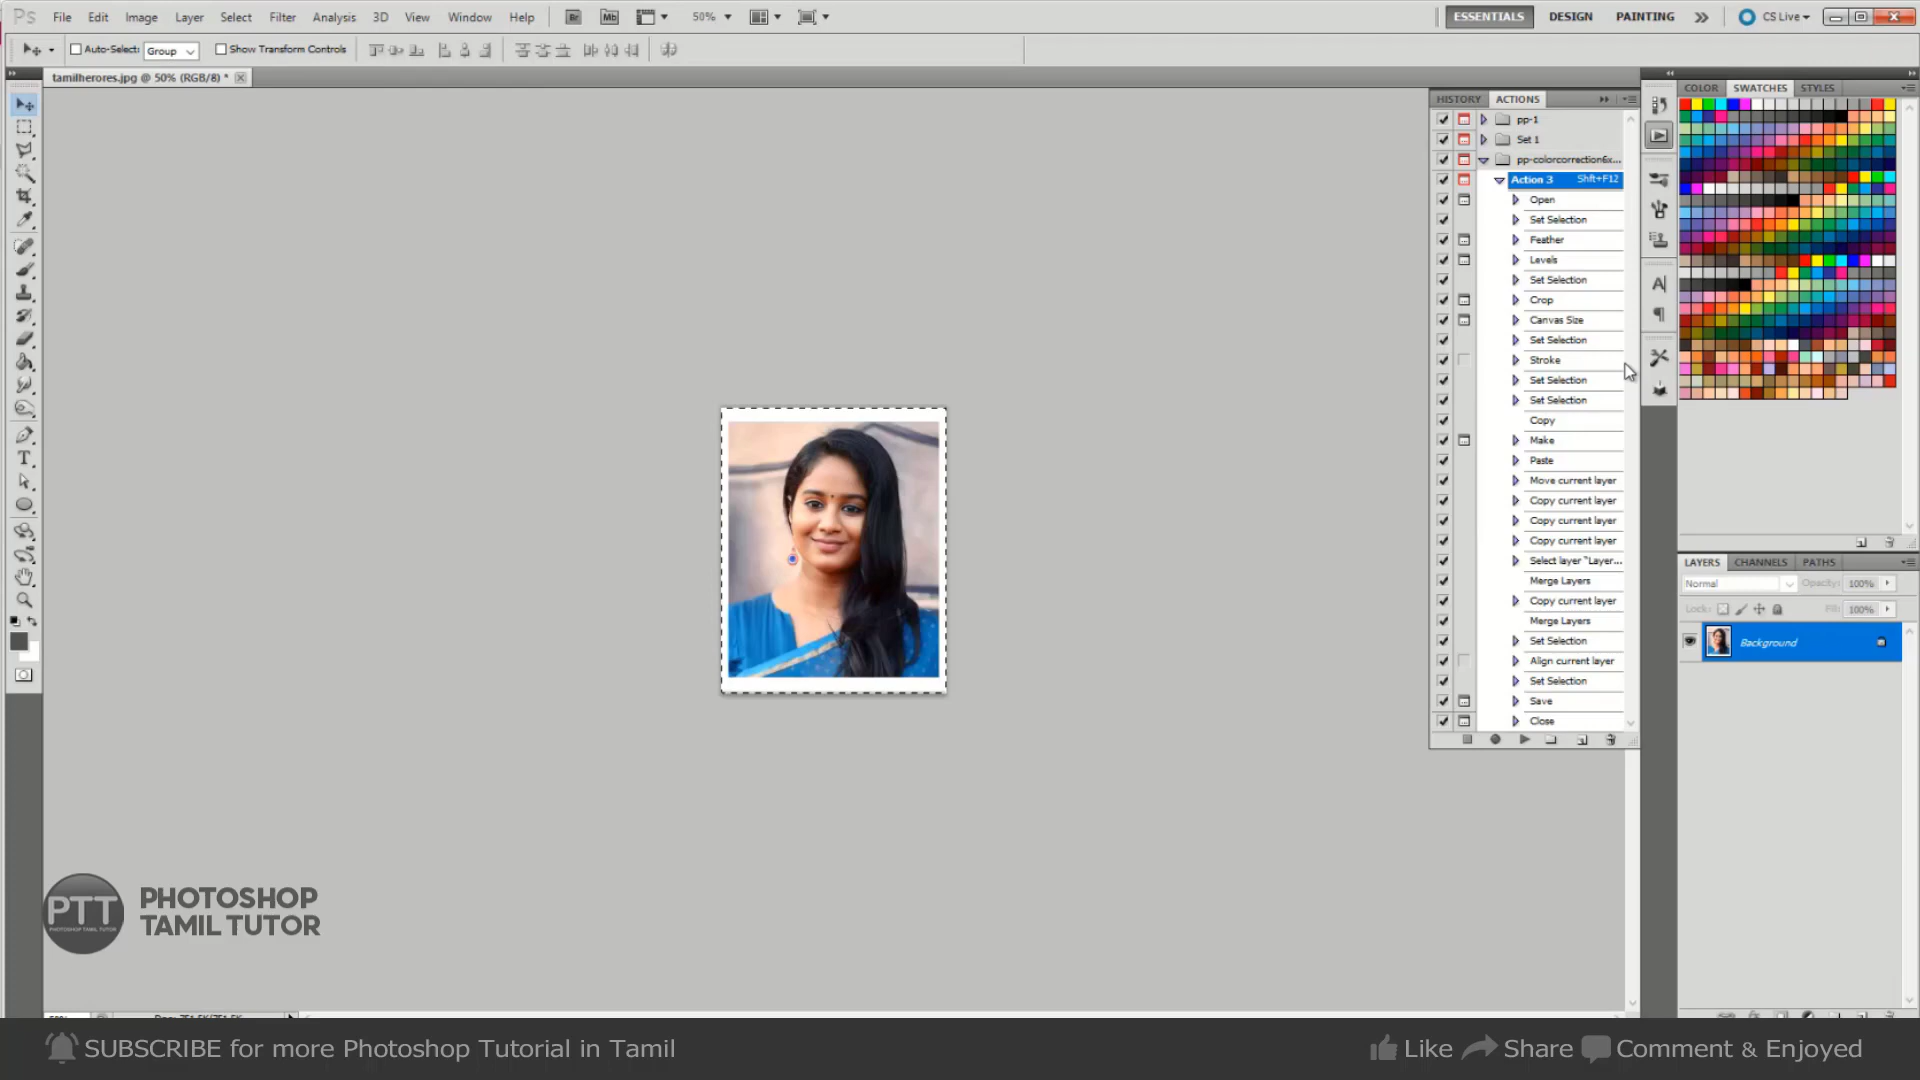 Ps File Edit Image Layer Select Filter Analysis 3D View Window Help Br Mb 50% ESSENTIALS DESIGN PAINTING CS Live
Auto-Select: Group Show Transform Controls
tamilherores.jpg @ 50% (RGB/8) *
HISTORY ACTIONS
pp-1
Set 1
pp-colorcorrection6x...
Action 3 Shft+F12
Open
Set Selection
Feather
Levels
Set Selection
Crop
Canvas Size
Set Selection
Stroke
Set Selection
Set Selection
Copy
Make
Paste
Move current layer
Copy current layer
Copy current layer
Copy current layer
Select layer "Layer...
Merge Layers
Copy current layer
Merge Layers
Set Selection
Align current layer
Set Selection
Save
Close
COLOR SWATCHES STYLES
LAYERS CHANNELS PATHS
Normal Opacity: 100%
Lock: Fill: 100%
Background
PTT
PHOTOSHOP TAMIL TUTOR
PHOTOSHOP
TAMIL TUTOR
SUBSCRIBE for more Photoshop Tutorial in Tamil
Like Share Comment & Enjoyed